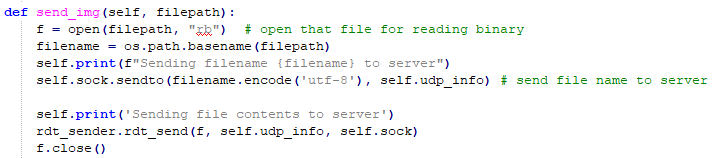 def send_img(self, filepath):
    f = open(filepath, "rb")  # open that file for reading binary
    filename = os.path.basename(filepath)
    self.print(f"Sending filename {filename} to server")
    self.sock.sendto(filename.encode('utf-8'), self.udp_info) # send file name to server

    self.print('Sending file contents to server')
    rdt_sender.rdt_send(f, self.udp_info, self.sock)
    f.close()